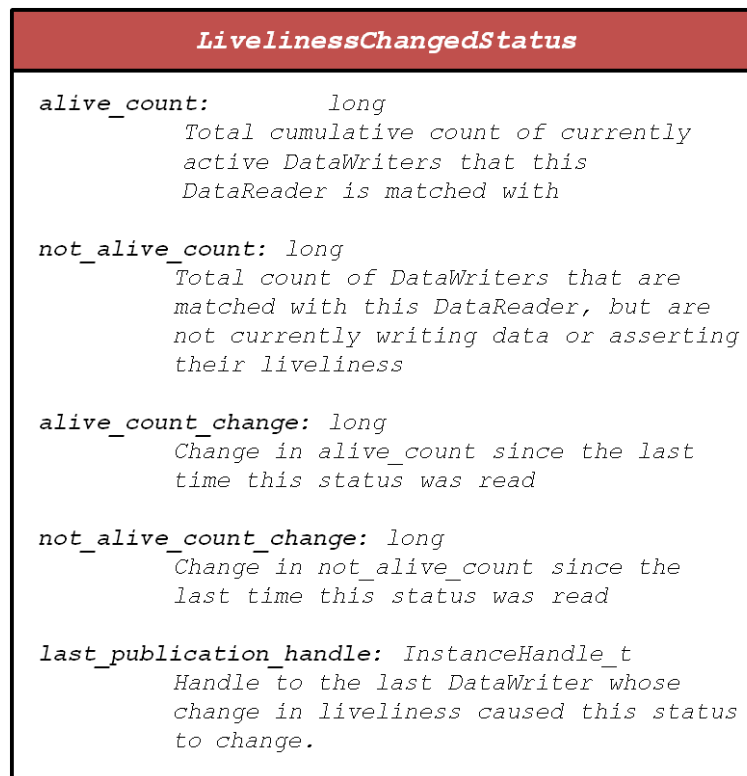 LivelinessChangedStatus
alive_count: long
Total cumulative count of currently
active DataWriters that this
DataReader is matched with
not_alive_count: long
Total count of DataWriters that are
matched with this DataReader, but are
not currently writing data or asserting
their liveliness
alive_count_change: long
Change in alive_count since the last
time this status was read
not_alive_count_change: long
Change in not_alive_count since the
last time this status was read
last_publication_handle: InstanceHandle_t
Handle to the last DataWriter whose
change in liveliness caused this status
to change.